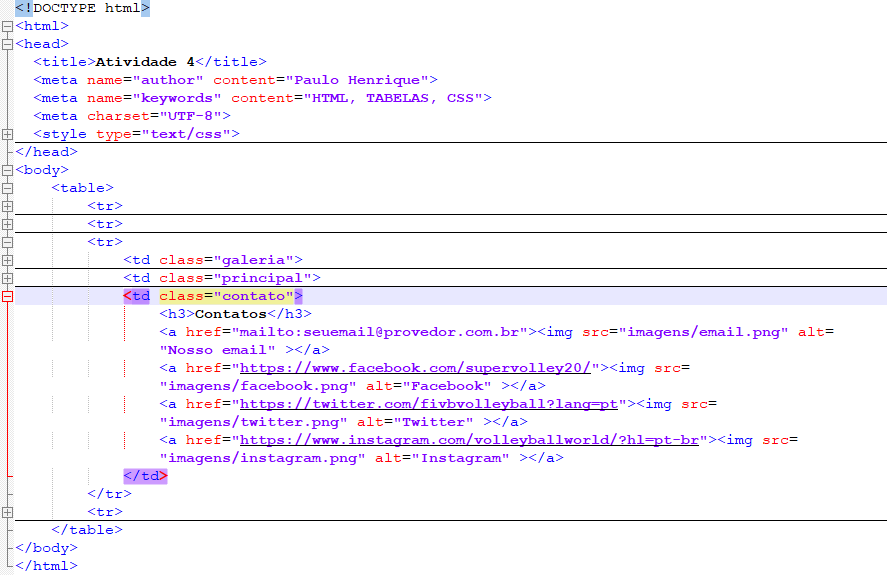 <!DOCTYPE html>
<html>
<head>
<title>Atividade 4</title>
<meta name="author" content="Paulo Henrique">
<meta name="keywords" content="HTML, TABELAS, CSS">
<meta charset="UTF-8">
<style type="text/css">
</head>
<body>
<table>
<tr>
<tr>
<tr>
<td class="galeria">
<td class="principal">
<td class="contato">
<h3>Contatos</h3>
<a href="mailto:seuemail@provedor.com.br"><img src="imagens/email.png" alt=
"Nosso email" ></a>
<a href="https://www.facebook.com/supervolley20/"><img src=
"imagens/facebook.png" alt="Facebook" ></a>
<a href="https://twitter.com/fivbvolleyball?lang=pt"><img src=
"imagens/twitter.png" alt="Twitter" ></a>
<a href="https://www.instagram.com/volleyballworld/?hl=pt-br"><img src=
"imagens/instagram.png" alt="Instagram" ></a>
</td>
</tr>
<tr>
</table>
</body>
</html>